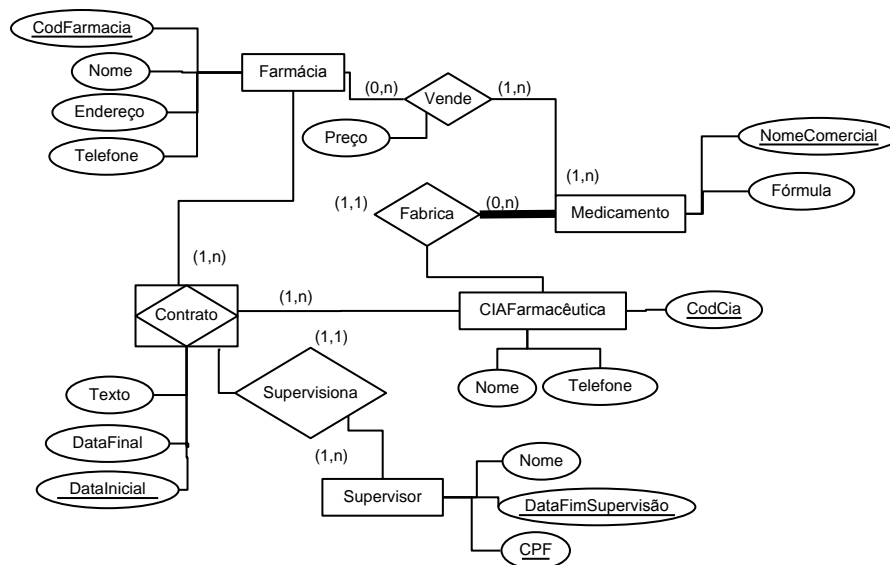 CodFarmacia
Nome
Farmácia
Endereço
Telefone
(0,n)
Vende
(1,n)
Preço
NomeComercial
(1,n)
Medicamento
Fórmula
(1,1)
Fabrica
(0,n)
(1,n)
Contrato
(1,n)
CIAFarmacêutica
CodCia
(1,1)
Nome
Telefone
Texto
Supervisiona
DataFinal
(1,n)
DataInicial
Supervisor
Nome
DataFimSupervisão
CPF